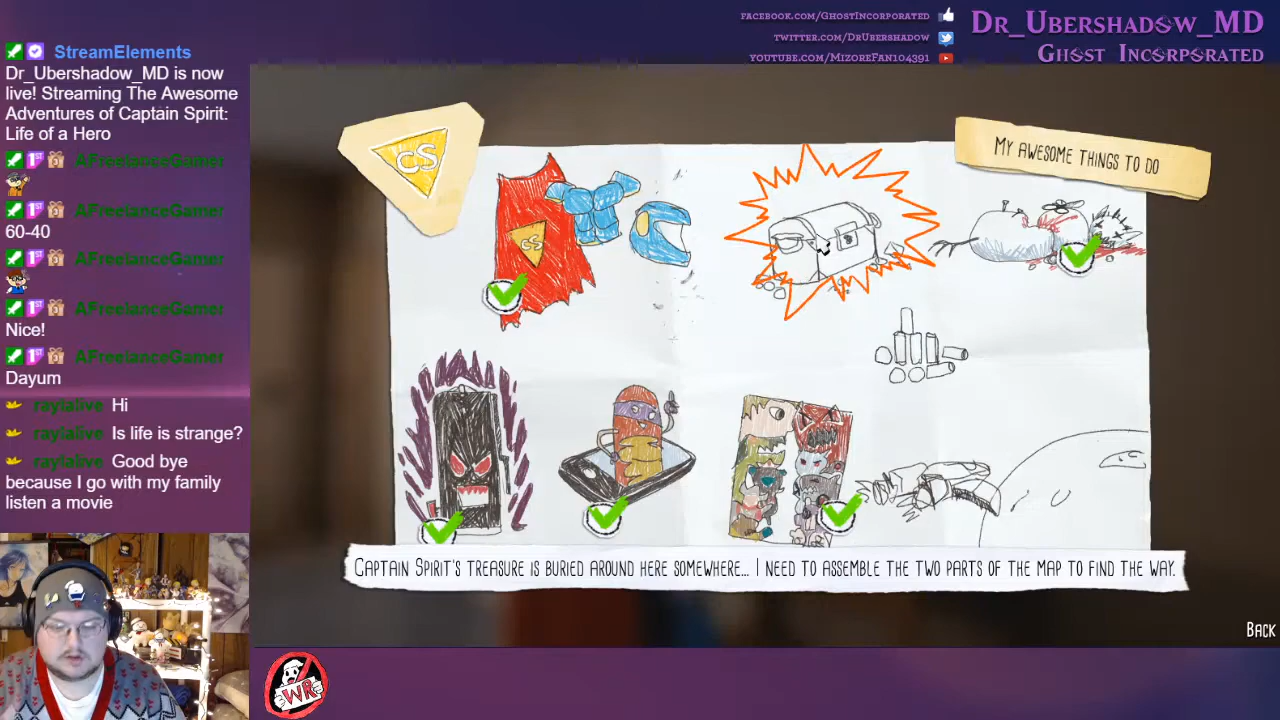 FACEBOOK.COM/GHOSTINCORPORATED
TWITTER.COM/DRUBERSHADOW
YOUTUBE.COM/MIZOREFAN104391
DR_UBERSHADOW_MD
GHOST INCORPORATED
StreamElements
Dr_Ubershadow_MD is now
live! Streaming The Awesome
Adventures of Captain Spirit:
Life of a Hero
AFreelanceGamer
AFreelanceGamer
60-40
AFreelanceGamer
AFreelanceGamer
Nice!
AFreelanceGamer
Dayum
raylalive Hi
raylalive Is life is strange?
raylalive Good bye
because I go with my family
listen a movie
CS
MY AWESOME THINGS TO DO
CS
CAPTAIN SPIRIT'S TREASURE IS BURIED AROUND HERE SOMEWHERE... I NEED TO ASSEMBLE THE TWO PARTS OF THE MAP TO FIND THE WAY.
BACK
WR